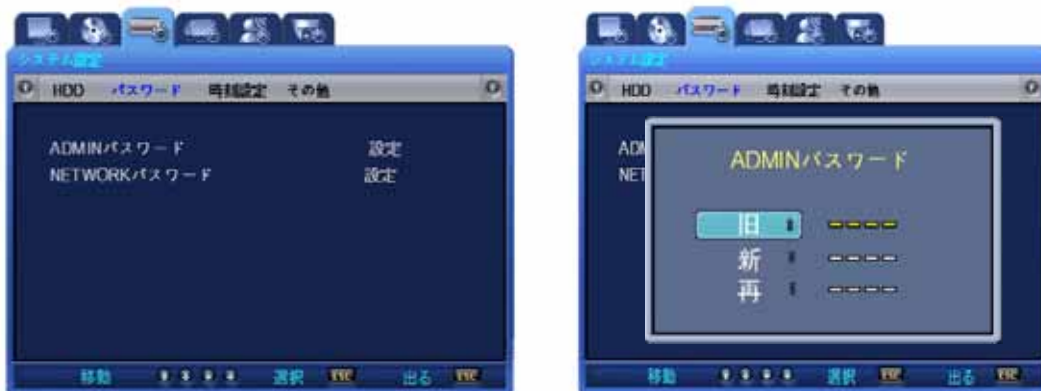 システム設定
HDD パスワード 時刻設定 その他
ADMINパスワード 設定
NETWORKパスワード 設定
移動 選択 ESC 出る ESC
システム設定
HDD パスワード 時刻設定 その他
ADMINパスワード
旧 : ----
新 : ----
再 : ----
移動 選択 ESC 出る ESC